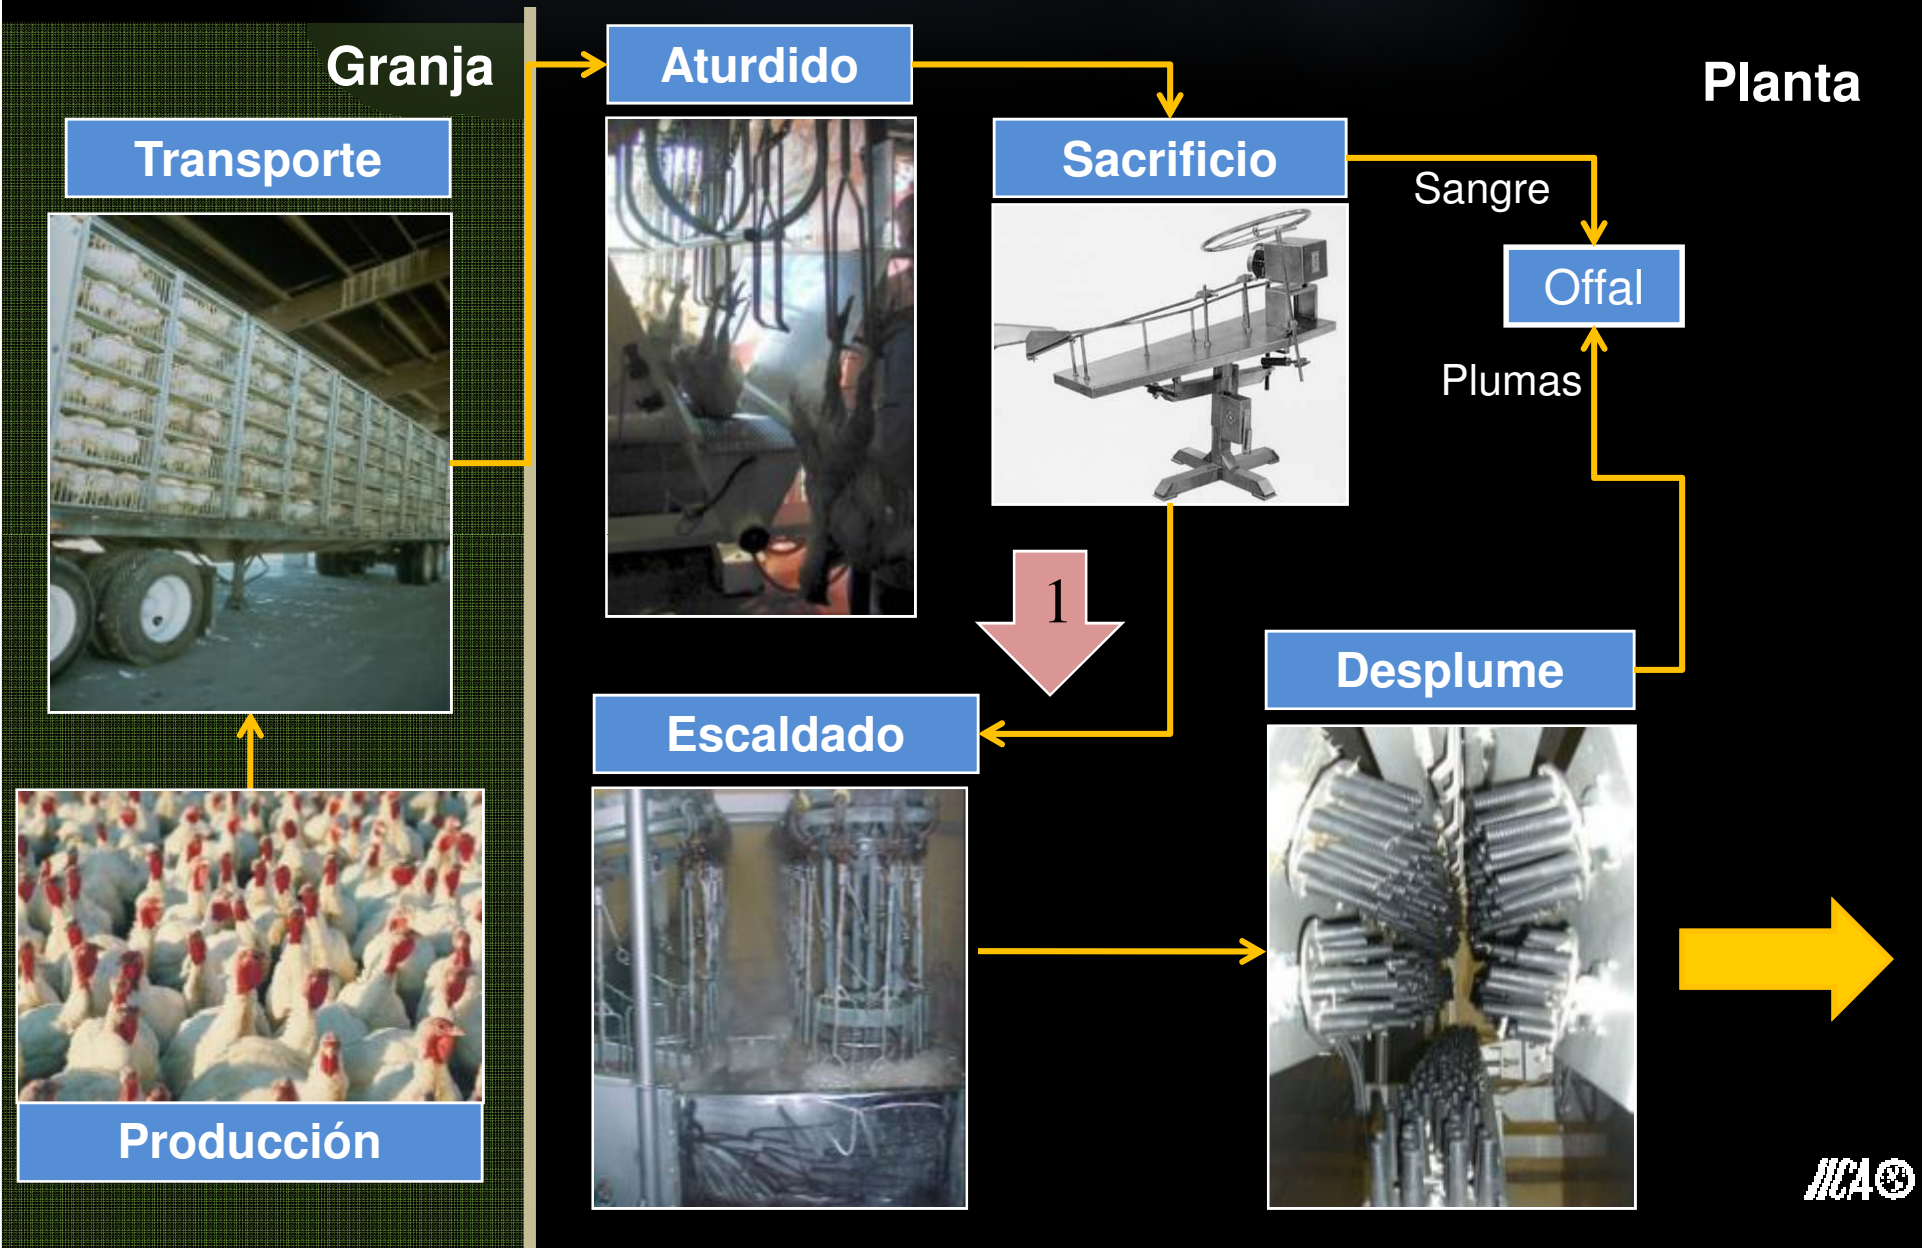 Granja
Aturdido
Planta
Transporte
Sacrificio
Sangre
Offal
Plumas
1
Desplume
Escaldado
Producción
IICA